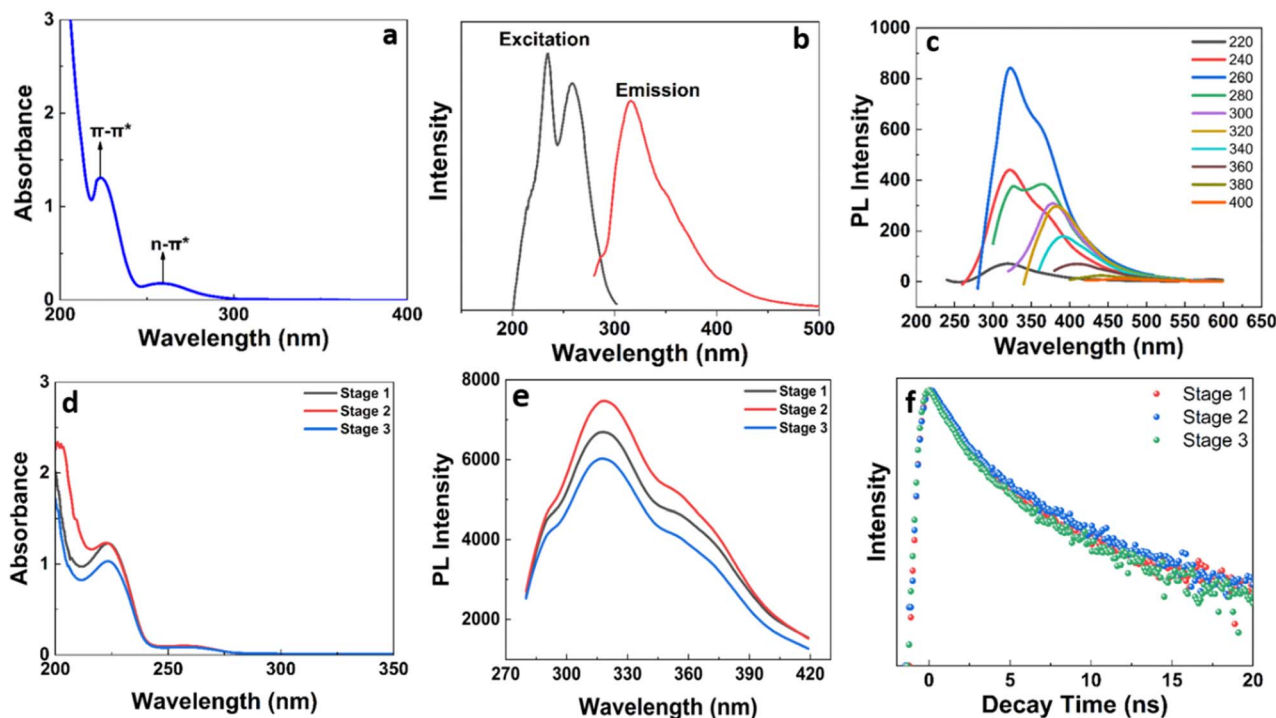 a
3
2
1
0
200
300
400
Absorbance
Wavelength (nm)
π-π*
n-π*
b
Excitation
Emission
Intensity
200
300
400
500
Wavelength (nm)
c
1000
800
600
400
200
0
PL Intensity
200 250 300 350 400 450 500 550 600 650
Wavelength (nm)
220
240
260
280
300
320
340
360
380
400
d
3
2
1
0
Absorbance
200
250
300
350
Wavelength (nm)
Stage 1
Stage 2
Stage 3
e
8000
6000
4000
2000
PL Intensity
270 300 330 360 390 420
Wavelength (nm)
Stage 1
Stage 2
Stage 3
f
Intensity
0 5 10 15 20
Decay Time (ns)
Stage 1
Stage 2
Stage 3